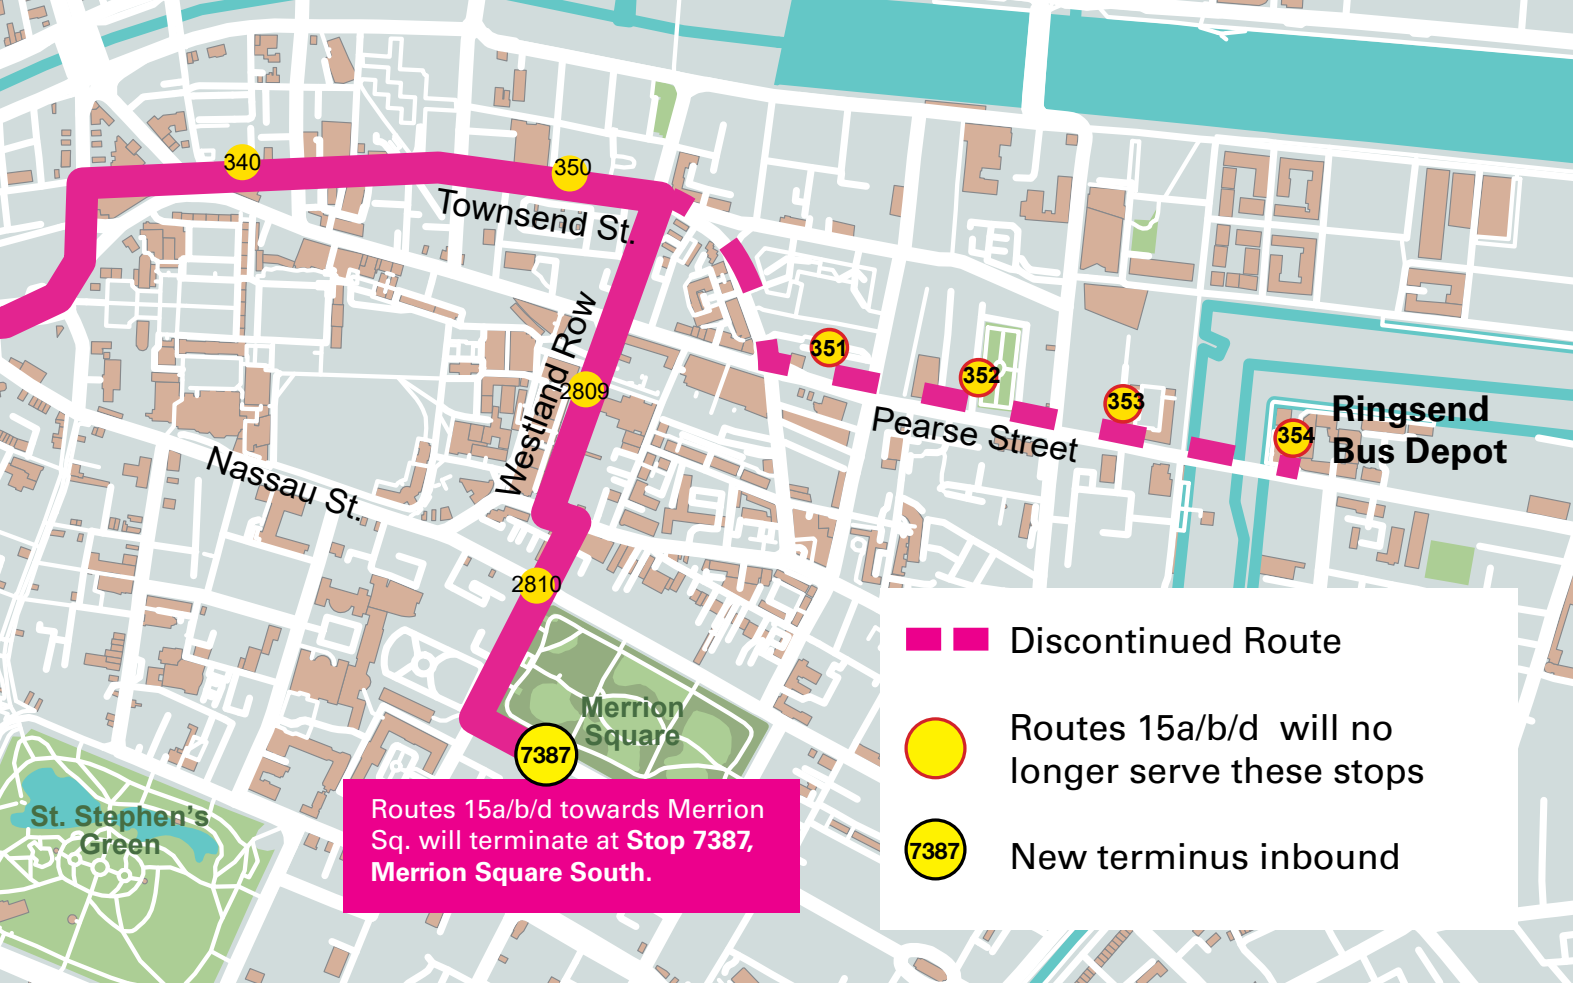 340
350
Townsend St.
Westland Row
2809
351
352
353
354
Ringsend
Bus Depot
Pearse Street
Nassau St.
2810
Merrion
Square
7387
St. Stephen's
Green
Routes 15a/b/d towards Merrion
Sq. will terminate at Stop 7387,
Merrion Square South.
Discontinued Route
Routes 15a/b/d will no
longer serve these stops
7387
New terminus inbound